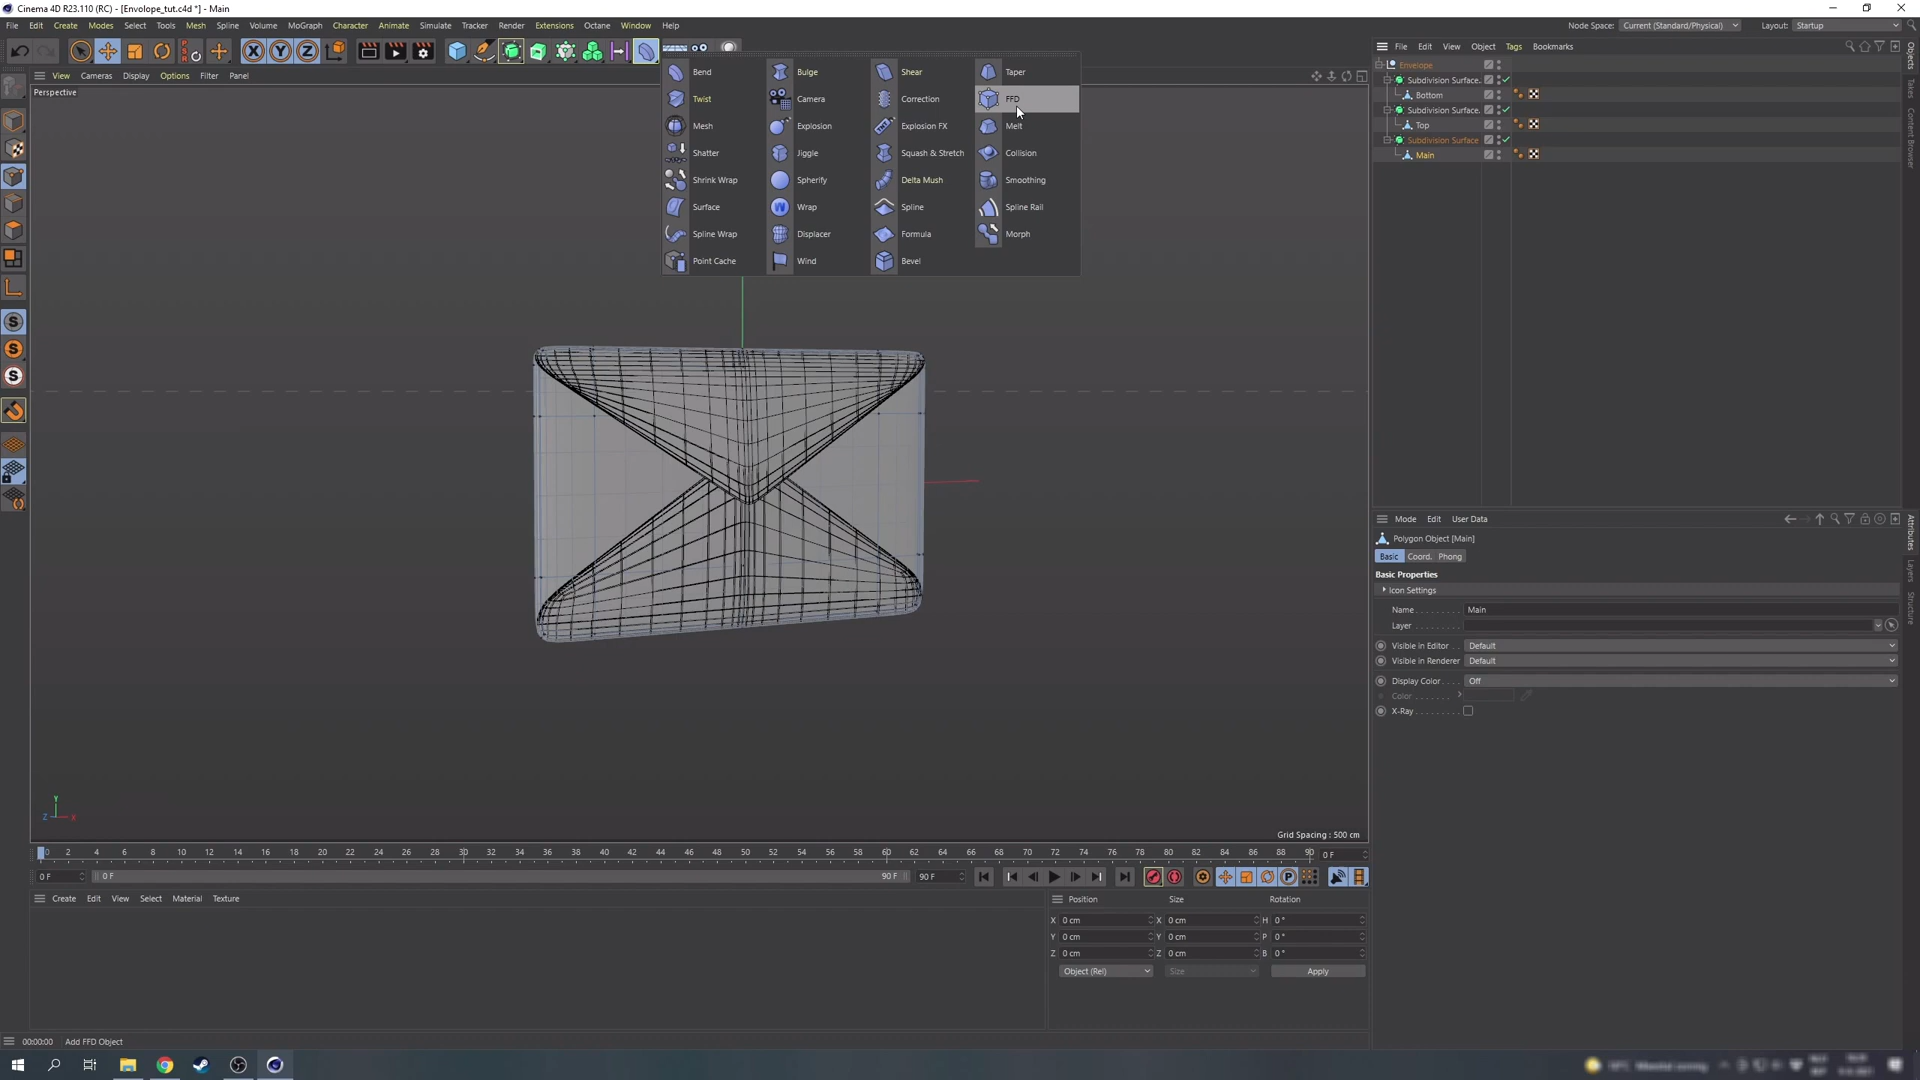 Cinema 4D R23.110 (RC) - [Envelope_tut.c4d *] - Main
File Edit Create Modes Select Tools Mesh Spline Volume MoGraph Character Animate Simulate Tracker Render Extensions Octane Window Help
Node Space: Current (Standard/Physical) Layout: Startup
View Cameras Display Options Filter Panel
Perspective
Bend Bulge Shear Taper
Twist Camera Correction FFD
Mesh Explosion Explosion FX Melt
Shatter Jiggle Squash & Stretch Collision
Shrink Wrap Spherify Delta Mush Smoothing
Surface Wrap Spline Spline Rail
Spline Wrap Displacer Formula Morph
Point Cache Wind Bevel
File Edit View Object Tags Bookmarks
Envelope
Subdivision Surface.
Bottom
Subdivision Surface.
Top
Subdivision Surface
Main
Objects
Takes
Content Browser
Mode Edit User Data
Polygon Object [Main]
Basic Coord. Phong
Basic Properties
Icon Settings
Name Main
Layer
Visible in Editor Default
Visible in Renderer Default
Display Color Off
Color
X-Ray
Attributes
Layers
Structure
Y
Z X
Grid Spacing : 500 cm
0 2 4 6 8 10 12 14 16 18 20 22 24 26 28 30 32 34 36 38 40 42 44 46 48 50 52 54 56 58 60 62 64 66 68 70 72 74 76 78 80 82 84 86 88 90 0 F
0 F 0 F 90 F 90 F
Create Edit View Select Material Texture
Position Size Rotation
X 0 cm X 0 cm H 0 °
Y 0 cm Y 0 cm P 0 °
Z 0 cm Z 0 cm B 0 °
Object (Rel) Size Apply
00:00:00 Add FFD Object